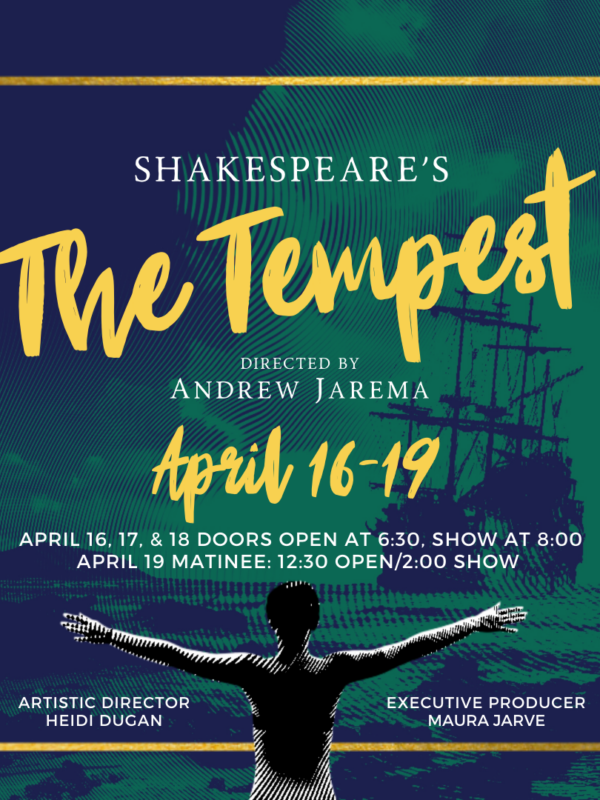 SHAKESPEARE'S
The Tempest
DIRECTED BY
ANDREW JAREMA
April 16-19
APRIL 16, 17, & 18 DOORS OPEN AT 6:30, SHOW AT 8:00
APRIL 19 MATINEE: 12:30 OPEN/2:00 SHOW
ARTISTIC DIRECTOR
HEIDI DUGAN
EXECUTIVE PRODUCER
MAURA JARVE